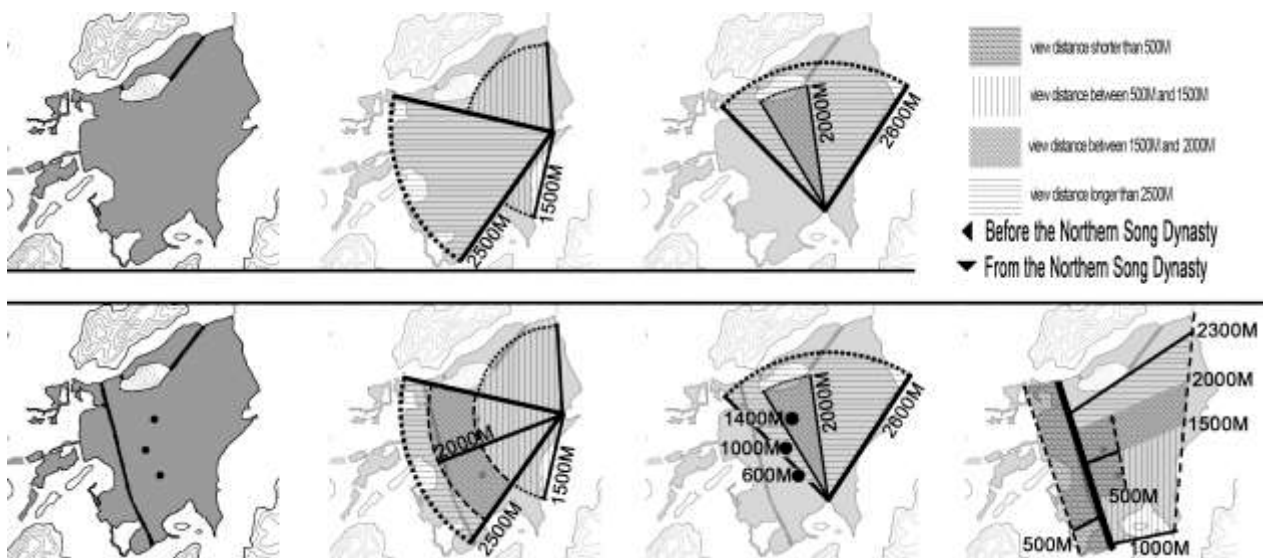 2500M
1500M
2000M
2600M
view distance shorter than 500M
view distance between 500M and 1500M
view distance between 1500M and 2000M
view distance longer than 2500M
Before the Northern Song Dynasty
From the Northern Song Dynasty
2000M
2500M
1500M
1400M
1000M
600M
2000M
2600M
2300M
2000M
1500M
500M
500M
1000M